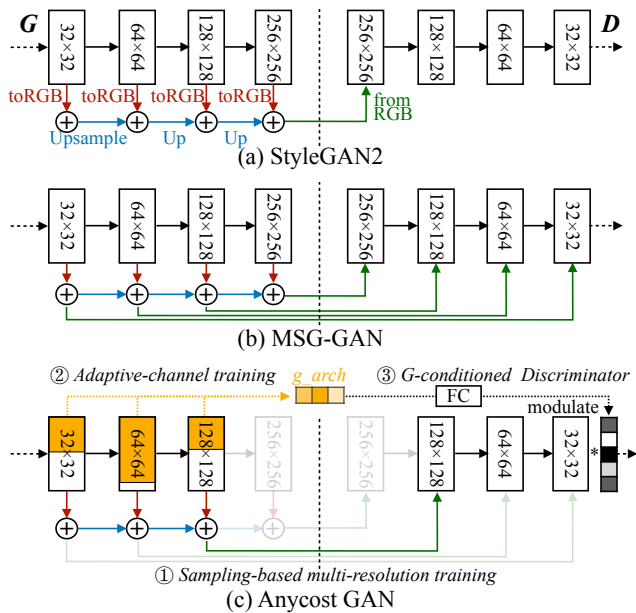 G
D
32×32
64×64
128×128
256×256
256×256
128×128
64×64
32×32
toRGB
toRGB
toRGB
toRGB
from
RGB
Upsample
Up
Up
(a) StyleGAN2
32×32
64×64
128×128
256×256
256×256
128×128
64×64
32×32
(b) MSG-GAN
② Adaptive-channel training
g_arch
③ G-conditioned Discriminator
FC
modulate
32×32
64×64
128×128
256×256
256×256
128×128
64×64
32×32
*
① Sampling-based multi-resolution training
(c) Anycost GAN